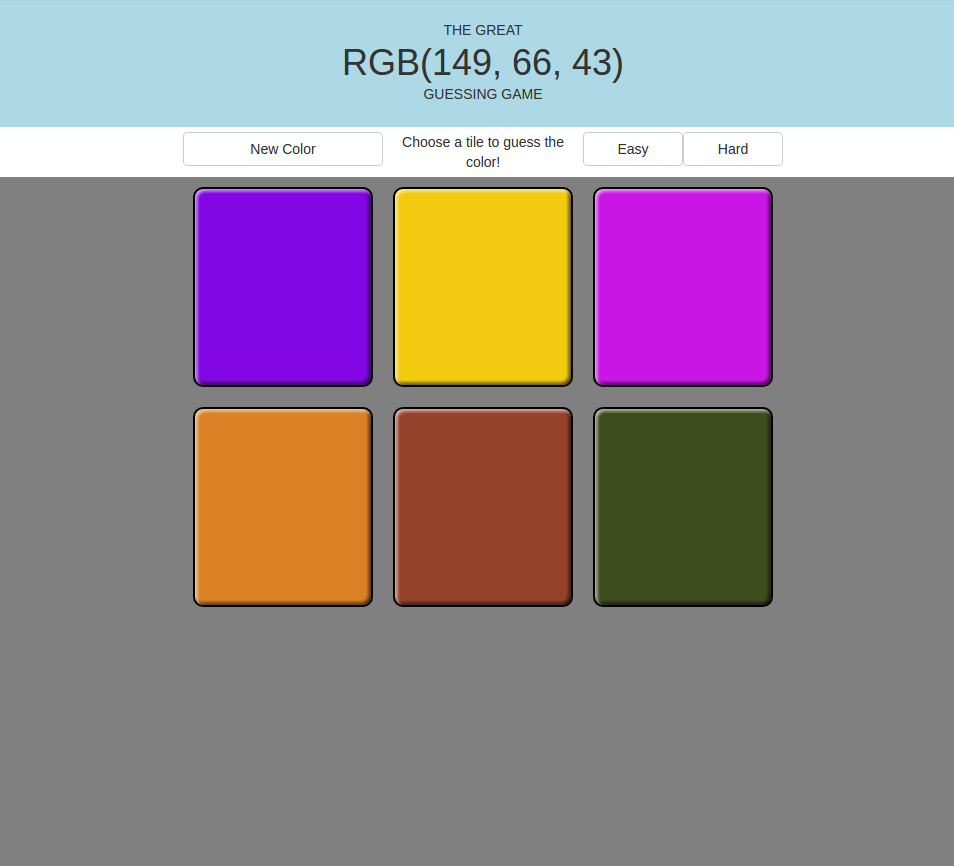 THE GREAT
RGB(149, 66, 43)
GUESSING GAME
New Color
Choose a tile to guess the
color!
Easy
Hard